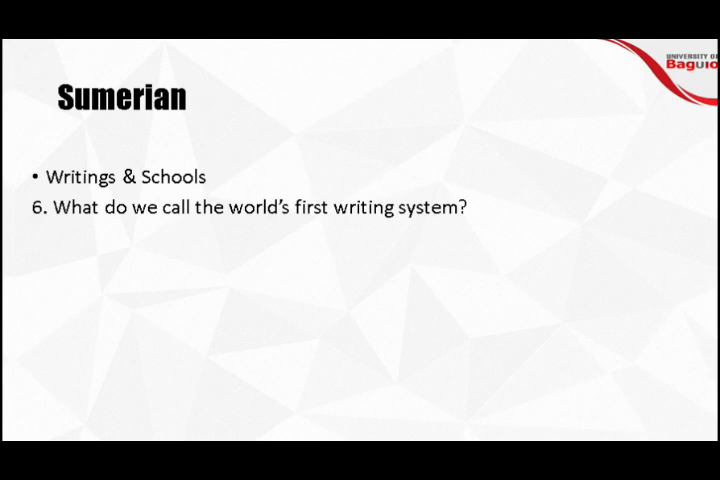 UNIVERSITY OF
Baguio
Sumerian
• Writings & Schools
6. What do we call the world's first writing system?